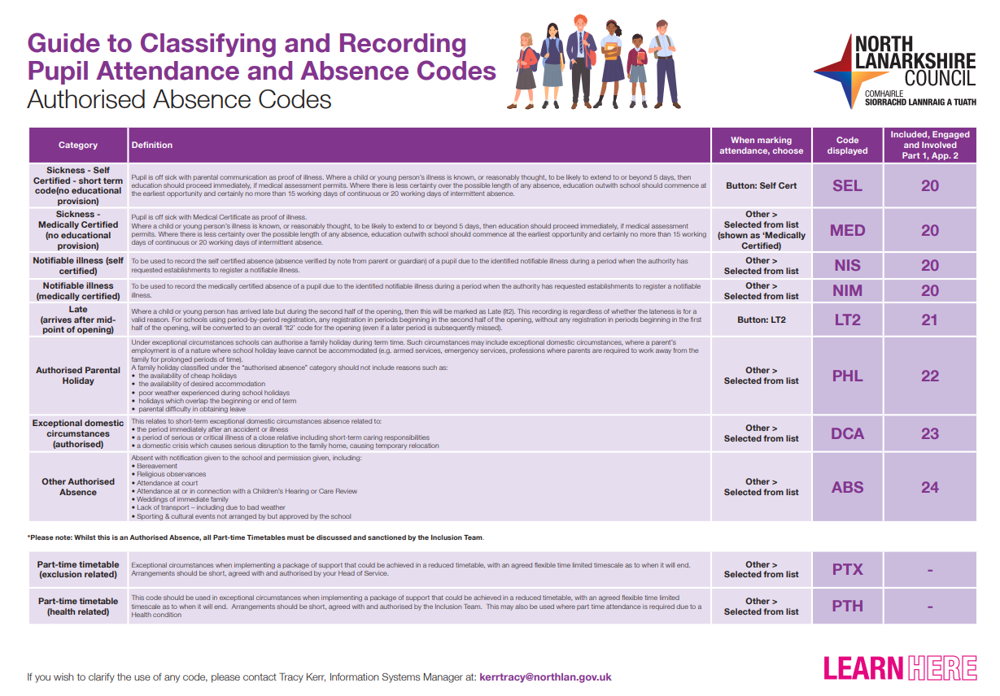 Guide to Classifying and Recording
Pupil Attendance and Absence Codes
Authorised Absence Codes
NORTH
LANARKSHIRE
COUNCIL
COMHAIRLE
SIORRACHD LANNRAIG A TUATH
Category
Definition
When marking
attendance, choose
Code
displayed
Included, Engaged
and Involved
Part 1, App. 2
Sickness - Self
Certified - short term
code(no educational
provision)
Pupil is off sick with parental communication as proof of illness. Where a child or young person's illness is known, or reasonably thought, to be likely to extend to or beyond 5 days, then
education should proceed immediately, if medical assessment permits. Where there is less certainty over the possible length of any absence, education outwith school should commence at
the earliest opportunity and certainly no more than 15 working days of continuous or 20 working days of intermittent absence.
Button: Self Cert
SEL
20
Sickness -
Medically Certified
(no educational
provision)
Pupil is off sick with Medical Certificate as proof of illness.
Where a child or young person's illness is known, or reasonably thought, to be likely to extend to or beyond 5 days, then education should proceed immediately, if medical assessment
permits. Where there is less certainty over the possible length of any absence, education outwith school should commence at the earliest opportunity and certainly no more than 15 working
days of continuous or 20 working days of intermittent absence.
Other >
Selected from list
(shown as 'Medically
Certified)
MED
20
Notifiable illness (self
certified)
To be used to record the self certified absence (absence verified by note from parent or guardian) of a pupil due to the identified notifiable illness during a period when the authority has
requested establishments to register a notifiable illness.
Other >
Selected from list
NIS
20
Notifiable illness
(medically certified)
To be used to record the medically certified absence of a pupil due to the identified notifiable illness during a period when the authority has requested establishments to register a notifiable
illness.
Other >
Selected from list
NIM
20
Late
(arrives after mid-
point of opening)
Where a child or young person has arrived late but during the second half of the opening, then this will be marked as Late (lt2). This recording is regardless of whether the lateness is for a
valid reason. For schools using period-by-period registration, any registration in periods beginning in the second half of the opening, without any registration in periods beginning in the first
half of the opening, will be converted to an overall 'lt2' code for the opening (even if a later period is subsequently missed).
Button: LT2
LT2
21
Authorised Parental
Holiday
Under exceptional circumstances schools can authorise a family holiday during term time. Such circumstances may include exceptional domestic circumstances, where a parent's
employment is of a nature where school holiday leave cannot be accommodated (e.g. armed services, emergency services, professions where parents are required to work away from the
family for prolonged periods of time).
A family holiday classified under the "authorised absence" category should not include reasons such as:
• the availability of cheap holidays
• the availability of desired accommodation
• poor weather experienced during school holidays
• holidays which overlap the beginning or end of term
• parental difficulty in obtaining leave
Other >
Selected from list
PHL
22
Exceptional domestic
circumstances
(authorised)
This relates to short-term exceptional domestic circumstances absence related to:
• the period immediately after an accident or illness
• a period of serious or critical illness of a close relative including short-term caring responsibilities
• a domestic crisis which causes serious disruption to the family home, causing temporary relocation
Other >
Selected from list
DCA
23
Other Authorised
Absence
Absent with notification given to the school and permission given, including:
• Bereavement
• Religious observances
• Attendance at court
• Attendance at or in connection with a Children's Hearing or Care Review
• Weddings of immediate family
• Lack of transport – including due to bad weather
• Sporting & cultural events not arranged by but approved by the school
Other >
Selected from list
ABS
24
*Please note: Whilst this is an Authorised Absence, all Part-time Timetables must be discussed and sanctioned by the Inclusion Team.
Part-time timetable
(exclusion related)
Exceptional circumstances when implementing a package of support that could be achieved in a reduced timetable, with an agreed flexible time limited timescale as to when it will end.
Arrangements should be short, agreed with and authorised by your Head of Service.
Other >
Selected from list
PTX
-
Part-time timetable
(health related)
This code should be used in exceptional circumstances when implementing a package of support that could be achieved in a reduced timetable, with an agreed flexible time limited
timescale as to when it will end. Arrangements should be short, agreed with and authorised by the Inclusion Team. This may also be used where part time attendance is required due to a
Health condition
Other >
Selected from list
PTH
-
If you wish to clarify the use of any code, please contact Tracy Kerr, Information Systems Manager at: kerrtracy@northlan.gov.uk
LEARN HERE